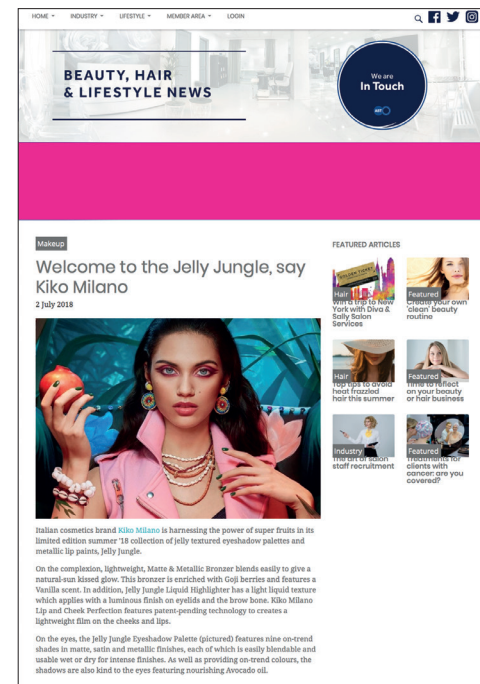 HOME
INDUSTRY
LIFESTYLE
MEMBER AREA
LOGIN
BEAUTY, HAIR
& LIFESTYLE NEWS
We are
In Touch
Makeup
Welcome to the Jelly Jungle, say
Kiko Milano
2 July 2018
Italian cosmetics brand Kiko Milano is harnessing the power of super fruits in its
limited edition summer '18 collection of jelly textured eyeshadow palettes and
metallic lip paints, Jelly Jungle.
On the complexion, lightweight, Matte & Metallic Bronzer blends easily to give a
natural-sun kissed glow. This bronzer is enriched with Goji berries and features a
Vanilla scent. In addition, Jelly Jungle Liquid Highlighter has a light liquid texture
which applies with a luminous finish on eyelids and the brow bone. Kiko Milano
Lip and Cheek Perfection features patent-pending technology to creates a
lightweight film on the cheeks and lips.
On the eyes, the Jelly Jungle Eyeshadow Palette (pictured) features nine on-trend
shades in matte, satin and metallic finishes, each of which is easily blendable and
usable wet or dry for intense finishes. As well as providing on-trend colours, the
shadows are also kind to the eyes featuring nourishing Avocado oil.
FEATURED ARTICLES
GOLDEN TICKET
Hair
Win a trip to New
York with Diva &
Sally Salon
Services
Featured
Create your own
'clean' beauty
routine
Hair
Top tips to avoid
heat frazzled
hair this summer
Featured
Time to reflect
on your beauty
or hair business
Industry
The art of salon
staff recruitment
Featured
Treatments for
clients with
cancer: are you
covered?